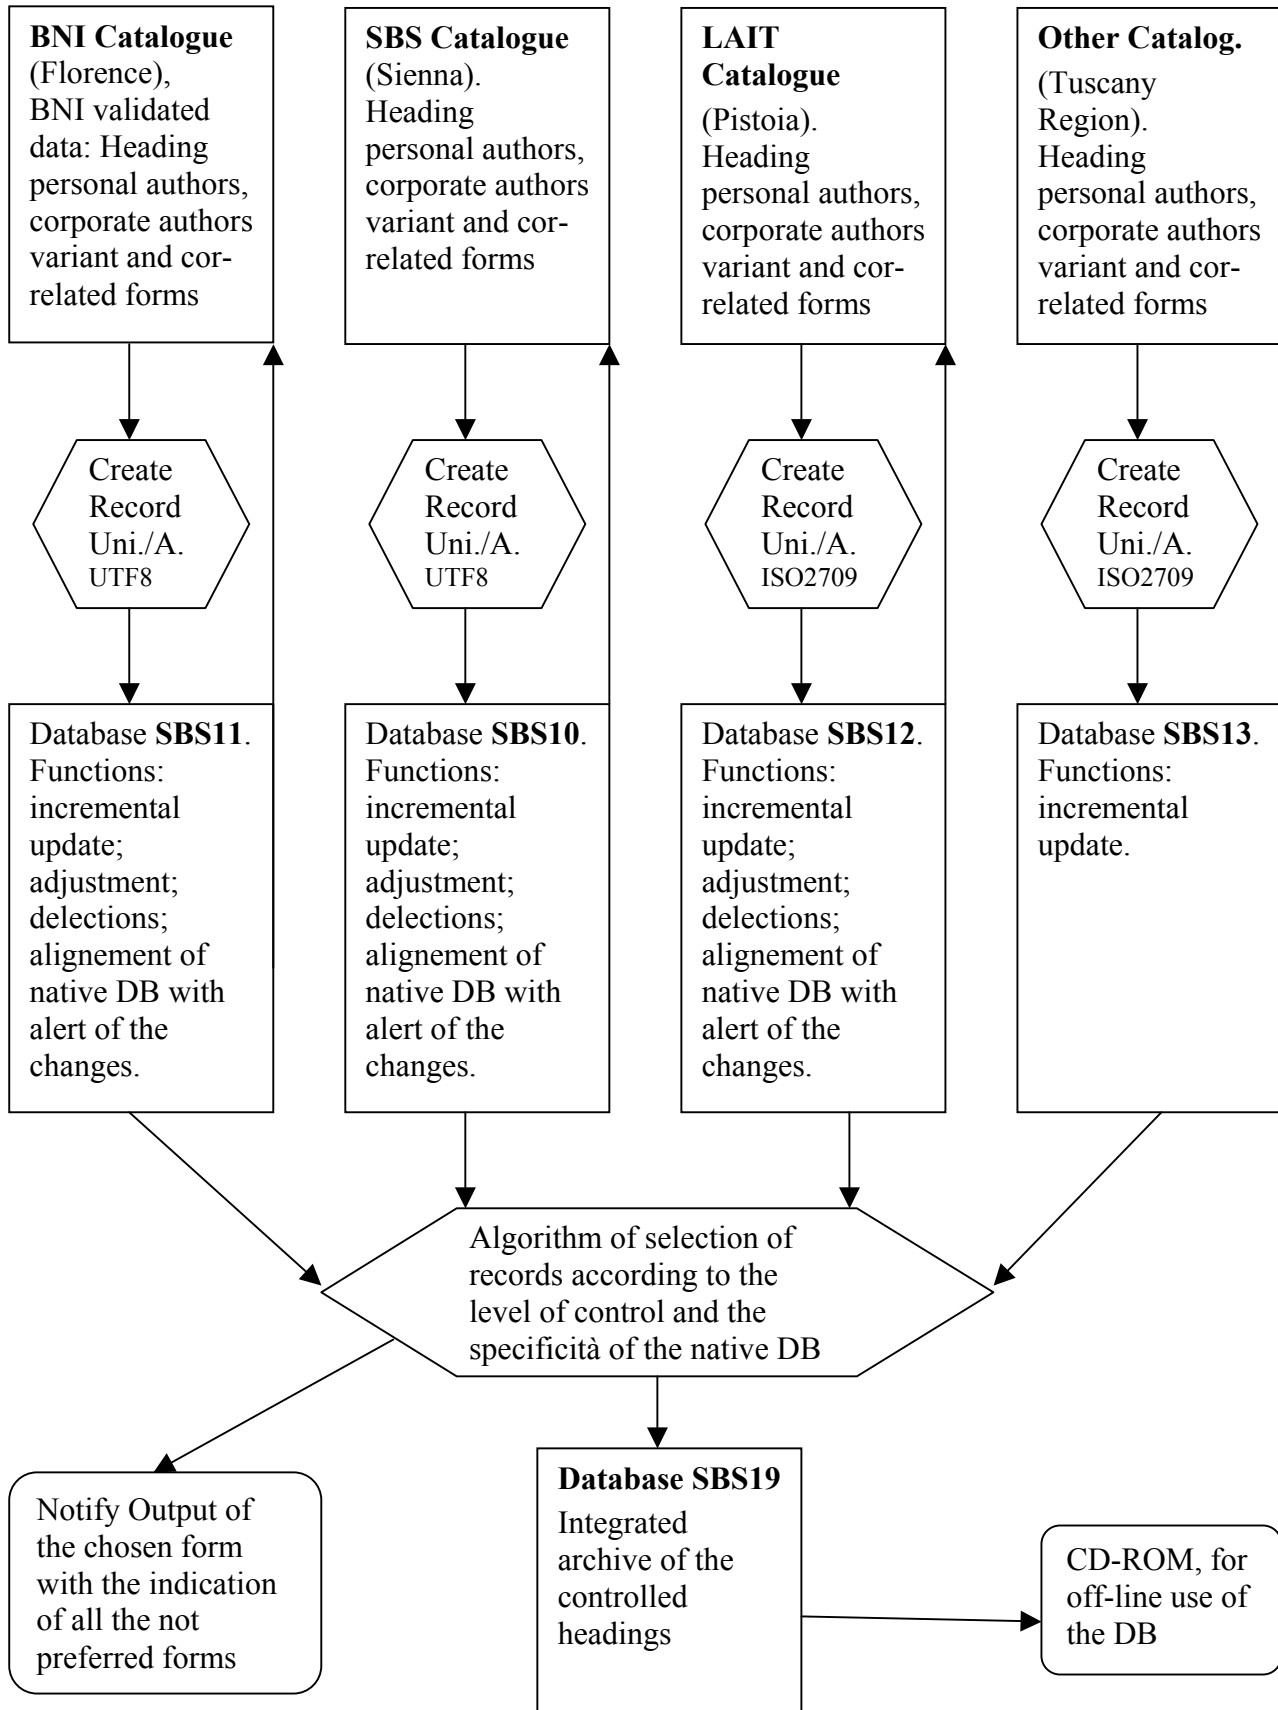 BNI Catalogue
(Florence),
BNI validated
data: Heading
personal authors,
corporate authors
variant and cor-
related forms
SBS Catalogue
(Sienna).
Heading
personal authors,
corporate authors
variant and cor-
related forms
LAIT
Catalogue
(Pistoia).
Heading
personal authors,
corporate authors
variant and cor-
related forms
Other Catalog.
(Tuscany
Region).
Heading
personal authors,
corporate authors
variant and cor-
related forms
Create
Record
Uni./A.
UTF8
Create
Record
Uni./A.
UTF8
Create
Record
Uni./A.
ISO2709
Create
Record
Uni./A.
ISO2709
Database SBS11.
Functions:
incremental
update;
adjustment;
delections;
alignement of
native DB with
alert of the
changes.
Database SBS10.
Functions:
incremental
update;
adjustment;
delections;
alignement of
native DB with
alert of the
changes.
Database SBS12.
Functions:
incremental
update;
adjustment;
delections;
alignement of
native DB with
alert of the
changes.
Database SBS13.
Functions:
incremental
update.
Algorithm of selection of
records according to the
level of control and the
specificità of the native DB
Notify Output of
the chosen form
with the indication
of all the not
preferred forms
Database SBS19
Integrated
archive of the
controlled
headings
CD-ROM, for
off-line use of
the DB